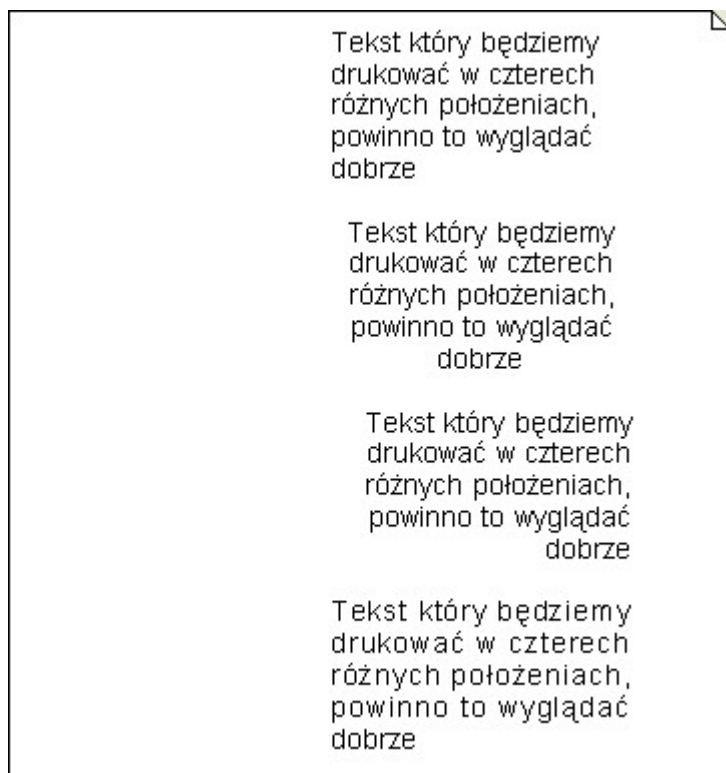 Tekst który będziemy
drukować w czterech
różnych położeniach,
powinno to wyglądać
dobrze
Tekst który będziemy
drukować w czterech
różnych położeniach,
powinno to wyglądać
dobrze
Tekst który będziemy
drukować w czterech
różnych położeniach,
powinno to wyglądać
dobrze
Tekst który będziemy
drukować w czterech
różnych położeniach,
powinno to wyglądać
dobrze